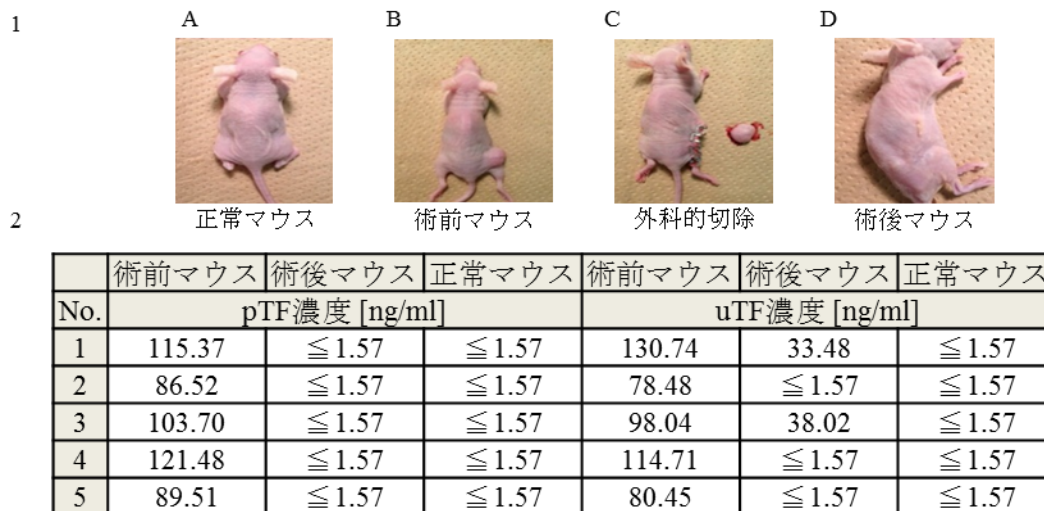 1
A B C D
正常マウス 術前マウス 外科的切除 術後マウス
2
術前マウス 術後マウス 正常マウス 術前マウス 術後マウス 正常マウス
No. pTF濃度 [ng/ml] uTF濃度 [ng/ml]
1 115.37 ≦1.57 ≦1.57 130.74 33.48 ≦1.57
2 86.52 ≦1.57 ≦1.57 78.48 ≦1.57 ≦1.57
3 103.70 ≦1.57 ≦1.57 98.04 38.02 ≦1.57
4 121.48 ≦1.57 ≦1.57 114.71 ≦1.57 ≦1.57
5 89.51 ≦1.57 ≦1.57 80.45 ≦1.57 ≦1.57